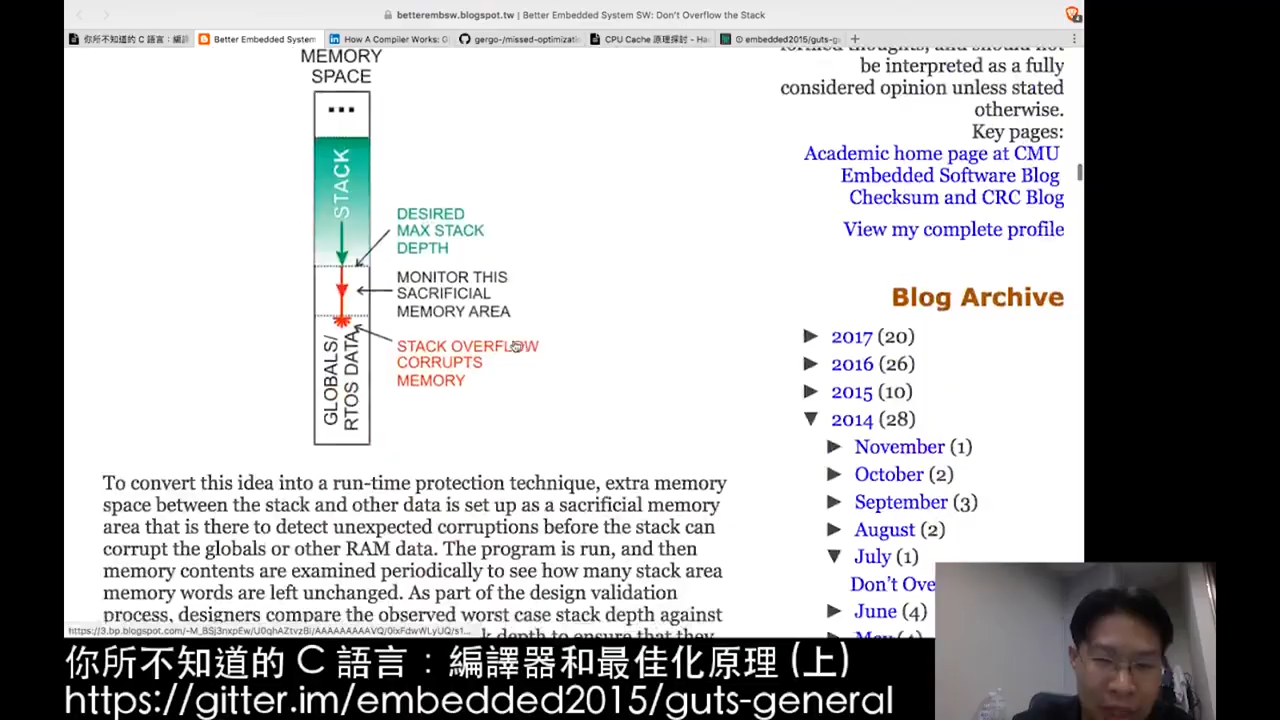 betterembsw.blogspot.tw | Better Embedded System SW: Don't Overflow the Stack
你所不知道的 C 語言：編譯
Better Embedded System
How A Compiler Works: O
gergo-/missed-optimizati
CPU Cache 原理探討 - Ha
embedded2015/guts-g
MEMORY
SPACE
...
STACK
DESIRED
MAX STACK
DEPTH
MONITOR THIS
SACRIFICIAL
MEMORY AREA
STACK OVERFLOW
CORRUPTS
MEMORY
GLOBALS/
RTOS DATA
To convert this idea into a run-time protection technique, extra memory
space between the stack and other data is set up as a sacrificial memory
area that is there to detect unexpected corruptions before the stack can
corrupt the globals or other RAM data. The program is run, and then
memory contents are examined periodically to see how many stack area
memory words are left unchanged. As part of the design validation
process, designers compare the observed worst case stack depth against
k depth to ensure that they
formed thoughts, and should not
be interpreted as a fully
considered opinion unless stated
otherwise.
Key pages:
Academic home page at CMU
Embedded Software Blog
Checksum and CRC Blog
View my complete profile
Blog Archive
► 2017 (20)
► 2016 (26)
► 2015 (10)
▼ 2014 (28)
► November (1)
► October (2)
► September (3)
► August (2)
▼ July (1)
Don't Ove
► June (4)
你所不知道的 C 語言：編譯器和最佳化原理 (上)
https://gitter.im/embedded2015/guts-general